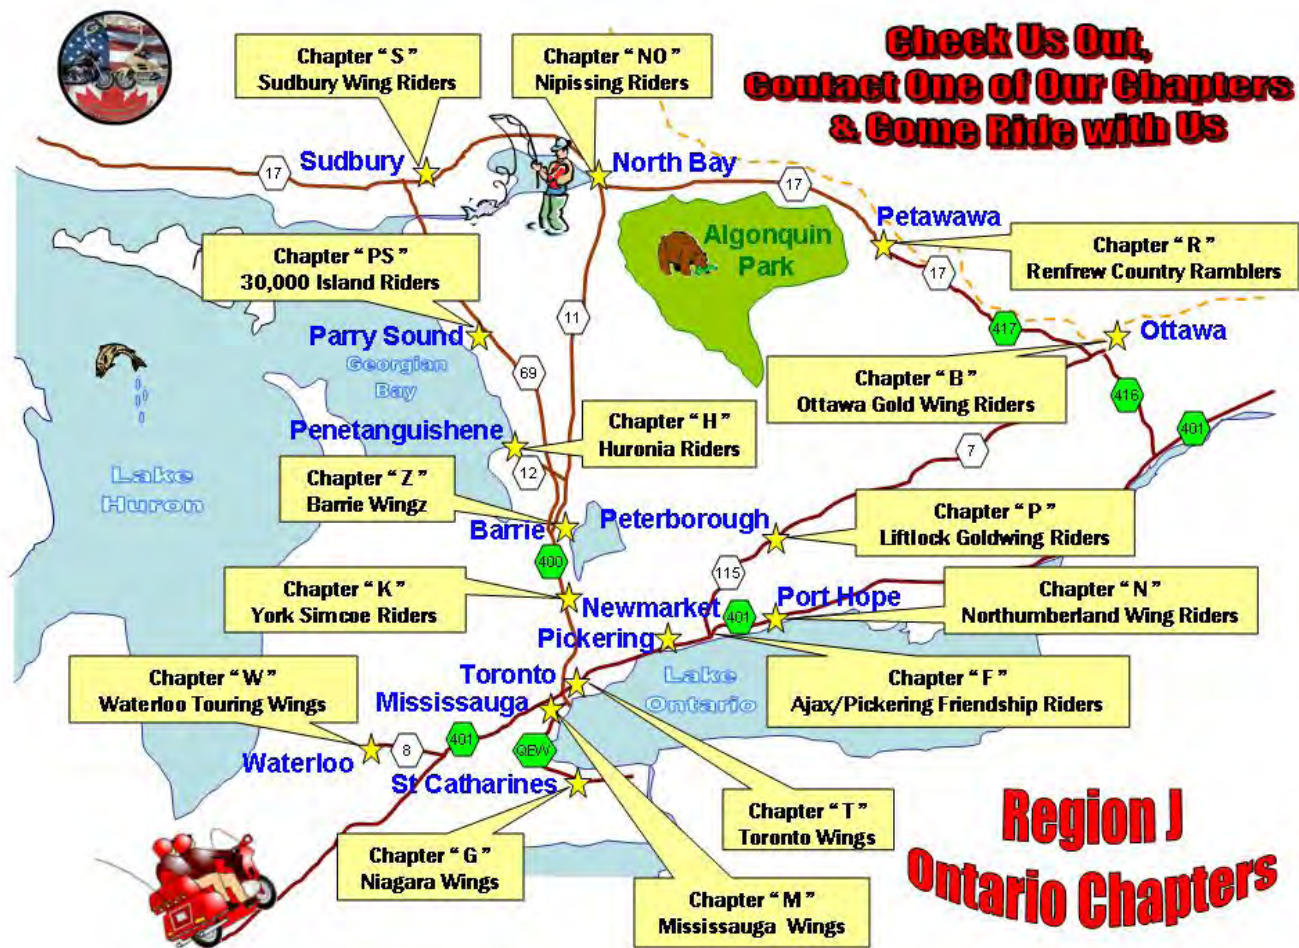 Check Us Out,
Contact One of Our Chapters
& Come Ride with Us
Chapter “ S ”
Sudbury Wing Riders
Chapter “ NO ”
Nipissing Riders
Sudbury
North Bay
17
17
Petawawa
Algonquin
Park
Chapter “ R ”
Renfrew Country Ramblers
17
Chapter “ PS ”
30,000 Island Riders
11
417
Ottawa
Parry Sound
Georgian
Bay
69
Chapter “ B ”
Ottawa Gold Wing Riders
416
401
Chapter “ H ”
Huronia Riders
Penetanguishene
12
7
Lake
Huron
Chapter “ Z ”
Barrie Wingz
Barrie
Peterborough
Chapter “ P ”
Liftlock Goldwing Riders
400
115
Chapter “ K ”
York Simcoe Riders
Newmarket
401
Port Hope
Chapter “ N ”
Northumberland Wing Riders
Pickering
Chapter “ W ”
Waterloo Touring Wings
Toronto
Lake
Ontario
Chapter “ F ”
Ajax/Pickering Friendship Riders
Mississauga
401
8
QEW
Waterloo
St Catharines
Chapter “ T ”
Toronto Wings
Chapter “ G ”
Niagara Wings
Chapter “ M ”
Mississauga Wings
Region J
Ontario Chapters